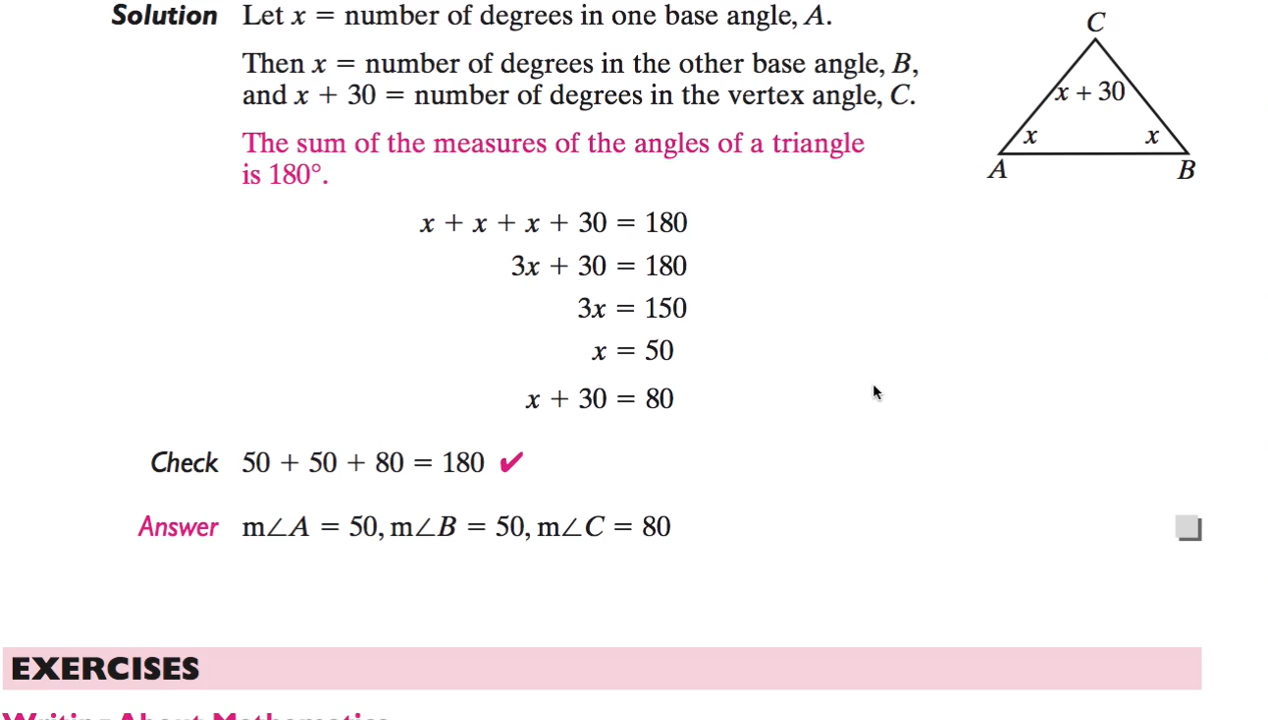 Solution Let x = number of degrees in one base angle, A.
Then x = number of degrees in the other base angle, B,
and x + 30 = number of degrees in the vertex angle, C.
The sum of the measures of the angles of a triangle
is 180°.
x + x + x + 30 = 180
3x + 30 = 180
3x = 150
x = 50
x + 30 = 80
Check 50 + 50 + 80 = 180 ✔
Answer m∠A = 50, m∠B = 50, m∠C = 80
C
x + 30
x x
A B
EXERCISES
Writing About Mathematics